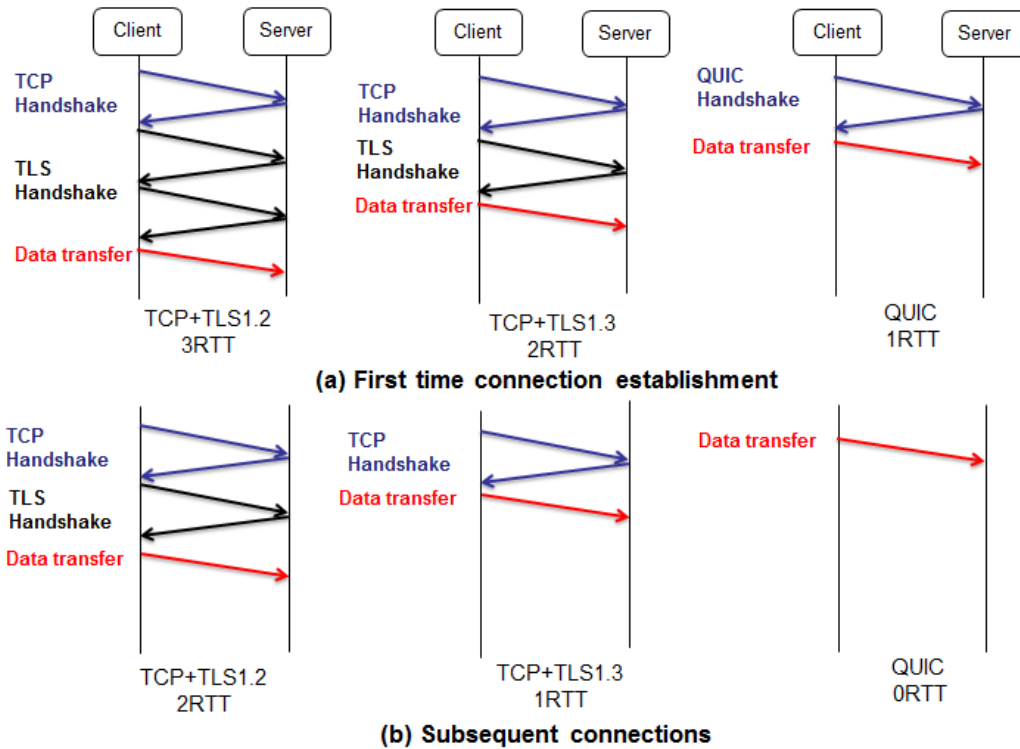 Client
Server
TCP
Handshake
TLS
Handshake
Data transfer
TCP+TLS1.2
3RTT
Client
Server
TCP
Handshake
TLS
Handshake
Data transfer
TCP+TLS1.3
2RTT
Client
Server
QUIC
Handshake
Data transfer
QUIC
1RTT
(a) First time connection establishment
TCP
Handshake
TLS
Handshake
Data transfer
TCP+TLS1.2
2RTT
TCP
Handshake
Data transfer
TCP+TLS1.3
1RTT
Data transfer
QUIC
0RTT
(b) Subsequent connections